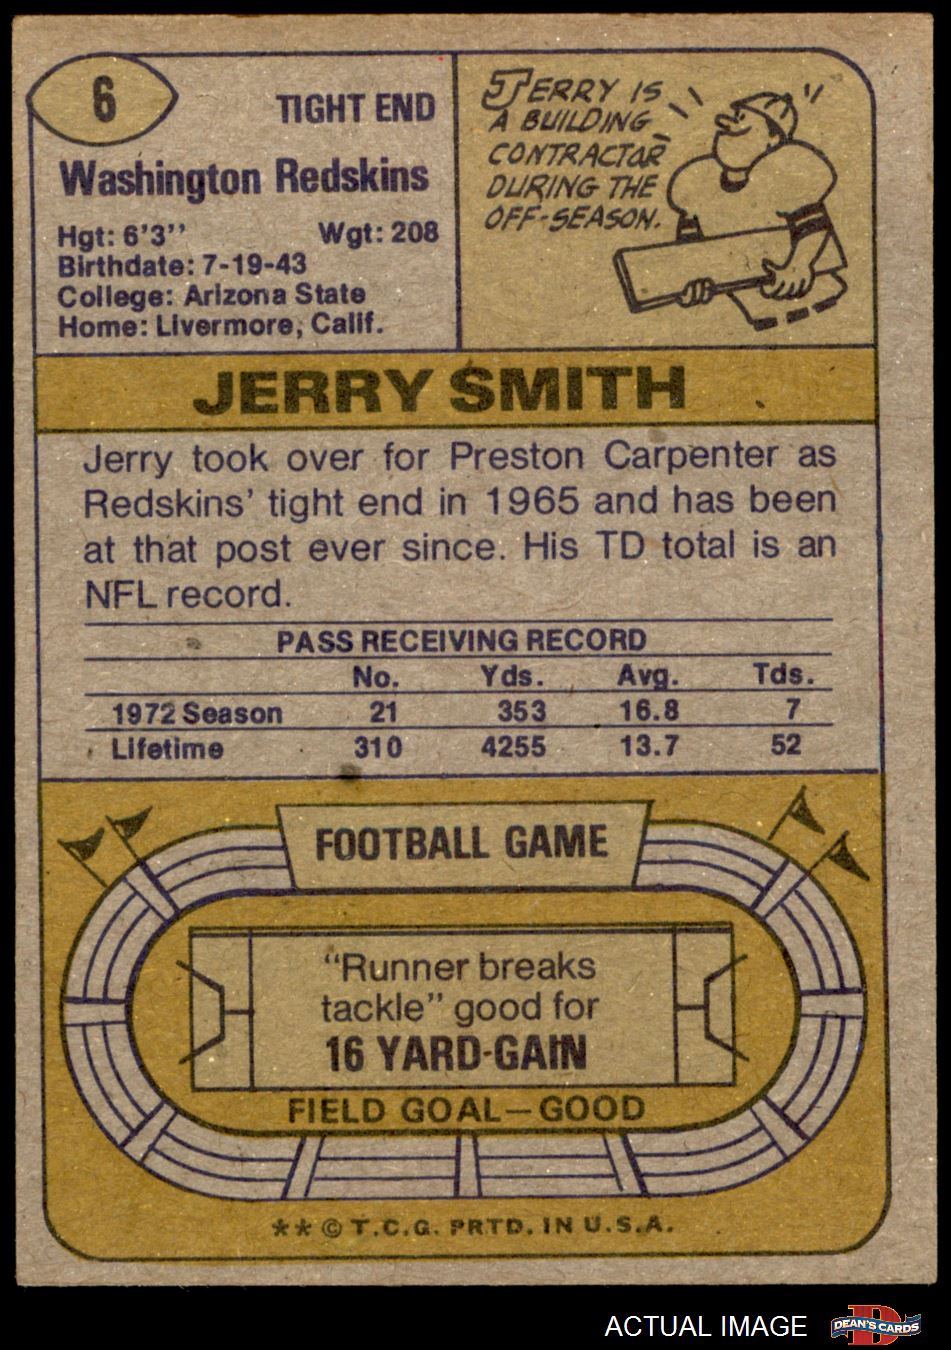 6
TIGHT END
Washington Redskins
Hgt: 6'3'' Wgt: 208
Birthdate: 7-19-43
College: Arizona State
Home: Livermore, Calif.
JERRY IS
A BUILDING
CONTRACTOR
DURING THE
OFF-SEASON.
JERRY SMITH
Jerry took over for Preston Carpenter as
Redskins' tight end in 1965 and has been
at that post ever since. His TD total is an
NFL record.
PASS RECEIVING RECORD
No. Yds. Avg. Tds.
1972 Season 21 353 16.8 7
Lifetime 310 4255 13.7 52
FOOTBALL GAME
"Runner breaks
tackle" good for
16 YARD-GAIN
FIELD GOAL—GOOD
**© T.C.G. PRTD. IN U.S.A.
ACTUAL IMAGE
D
DEAN'S CARDS